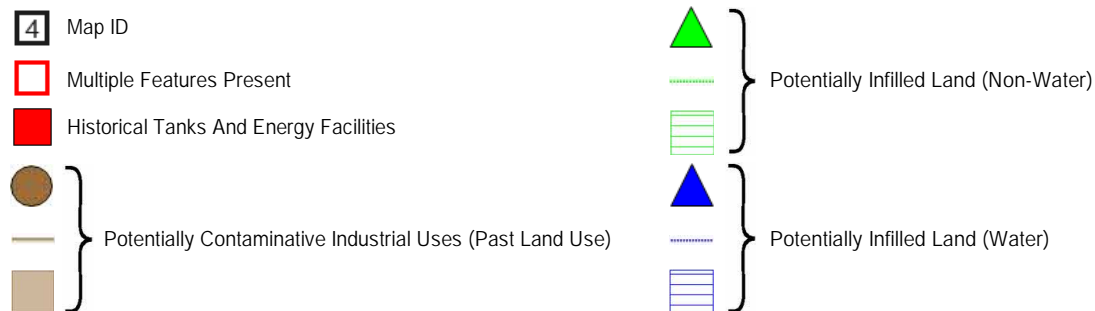 4 Map ID
Multiple Features Present
Historical Tanks And Energy Facilities
Potentially Contaminative Industrial Uses (Past Land Use)
Potentially Infilled Land (Non-Water)
Potentially Infilled Land (Water)